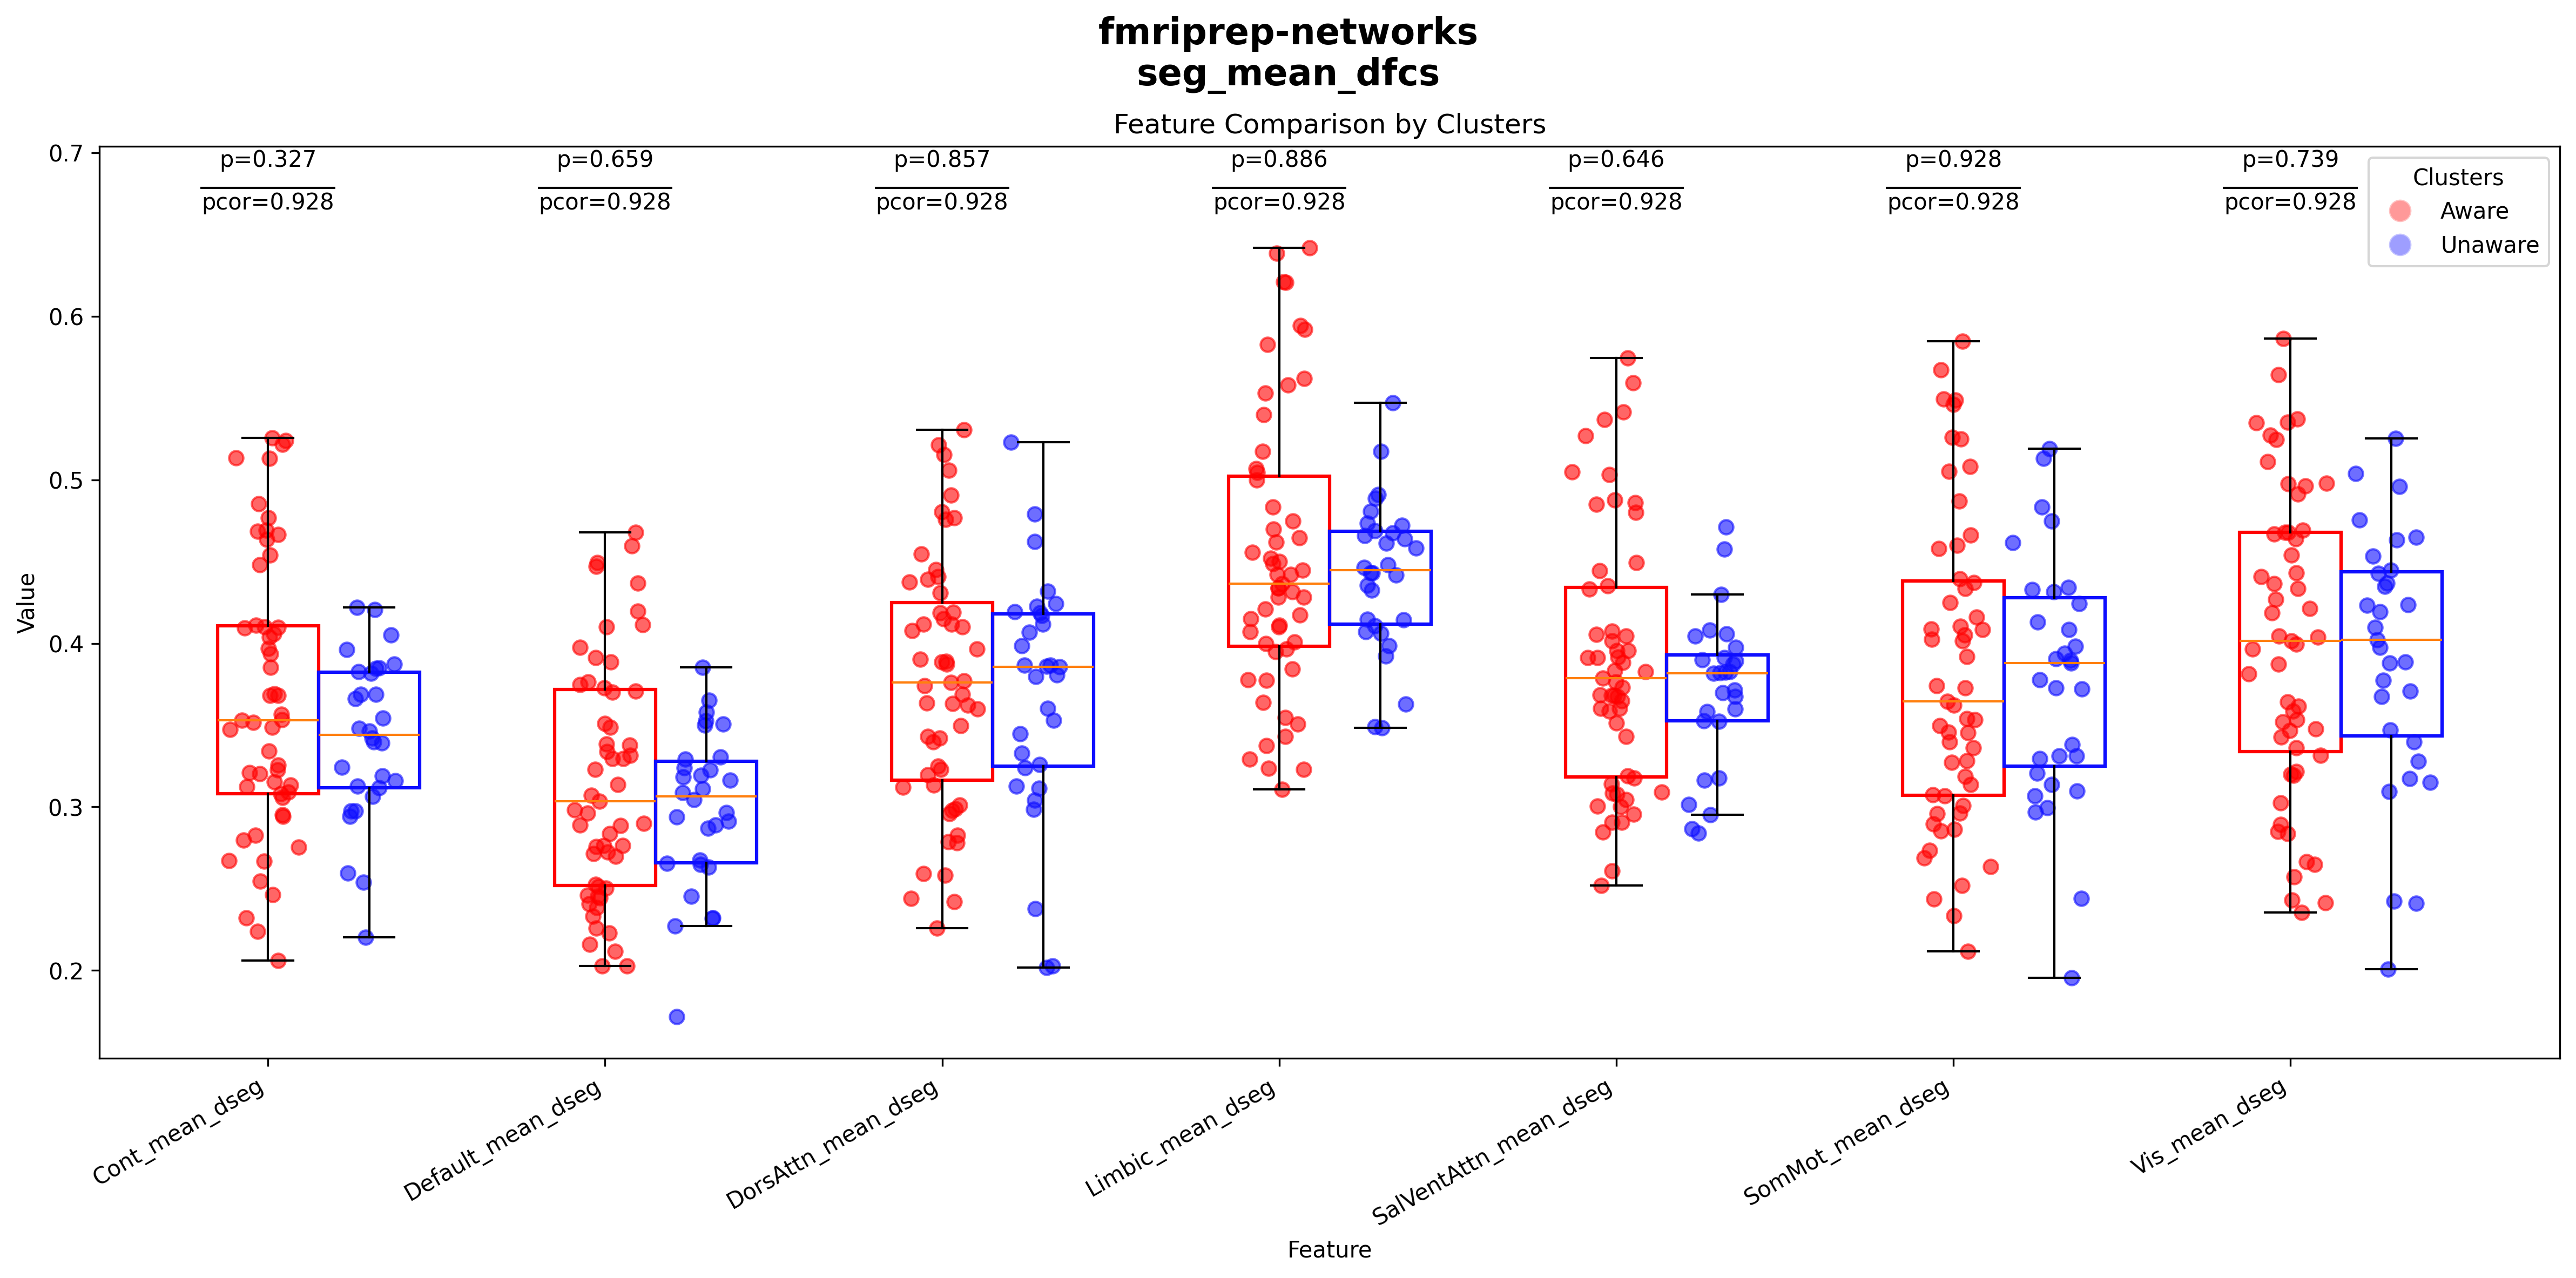 fmriprep-networks
seg_mean_dfcs
Feature Comparison by Clusters
p=0.327 p=0.659 p=0.857 p=0.886 p=0.646 p=0.928 p=0.739
pcor=0.928 pcor=0.928 pcor=0.928 pcor=0.928 pcor=0.928 pcor=0.928 pcor=0.928
Clusters
Aware
Unaware
Value
0.7
0.6
0.5
0.4
0.3
0.2
Cont_mean_dseg
Default_mean_dseg
DorsAttn_mean_dseg
Limbic_mean_dseg
SalVentAttn_mean_dseg
SomMot_mean_dseg
Vis_mean_dseg
Feature